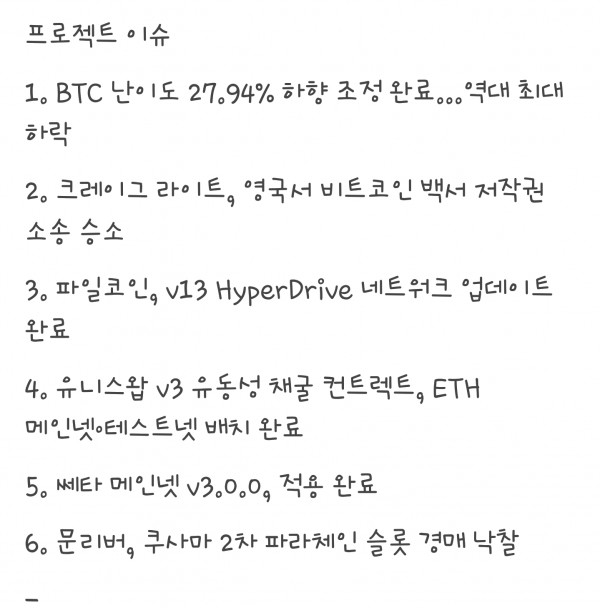 프로젝트 이슈
1. BTC 난이도 27.94% 하향 조정 완료...역대 최대
하락
2. 크레이그 라이트, 영국서 비트코인 백서 저작권
소송 승소
3. 파일코인, v13 HyperDrive 네트워크 업데이트
완료
4. 유니스왑 v3 유동성 채굴 컨트렉트, ETH
메인넷•테스트넷 배치 완료
5. 쎄타 메인넷 v3.0.0, 적용 완료
6. 문리버, 쿠사마 2차 파라체인 슬롯 경매 낙찰
-